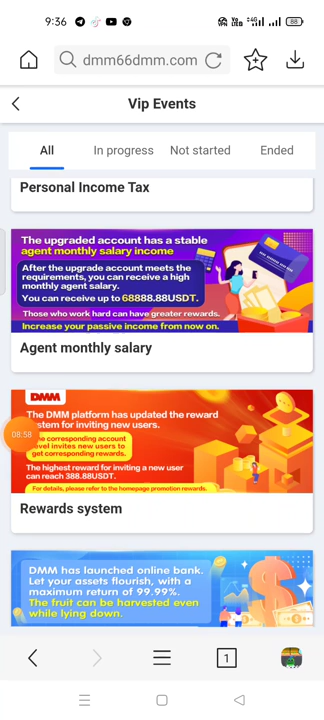 9:36
88
dmm66dmm.com
Vip Events
All In progress Not started Ended
Personal Income Tax
The upgraded account has a stable
agent monthly salary income
After the upgrade account meets the
requirements, you can receive a high
monthly agent salary.
You can receive up to 68888.88USDT.
Those who work hard can have greater rewards.
Increase your passive income from now on.
Agent monthly salary
DMM
The DMM platform has updated the reward
stem for inviting new users.
e corresponding account
level invites new users to
get corresponding rewards.
08:58
The highest reward for inviting a new user
can reach 388.88USDT.
For details, please refer to the homepage promotion rewards.
Rewards system
DMM has launched online bank.
Let your assets flourish, with a
maximum return of 99.99%.
The fruit can be harvested even
while lying down.
1